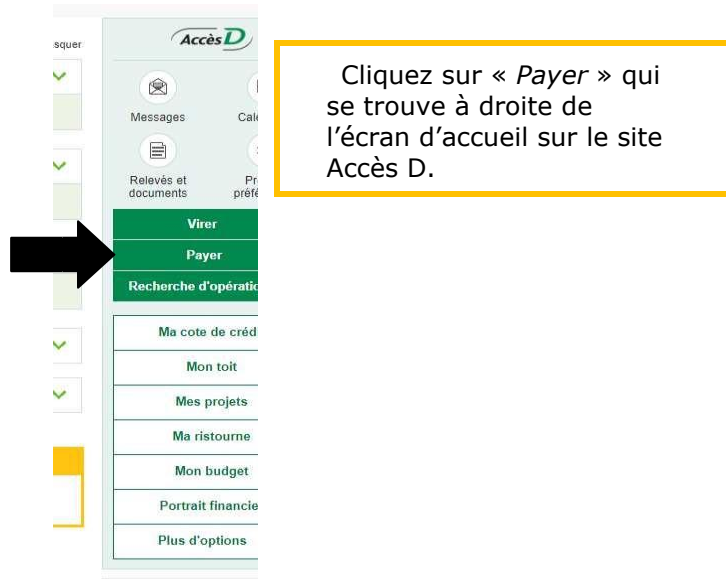 squer
Accès D
Messages
Relevés et
documents
Virer
Payer
Recherche d'opératio
Ma cote de créd
Mon toit
Mes projets
Ma ristourne
Mon budget
Portrait financie
Plus d'options
Cliquez sur « Payer » qui
se trouve à droite de
l'écran d'accueil sur le site
Accès D.